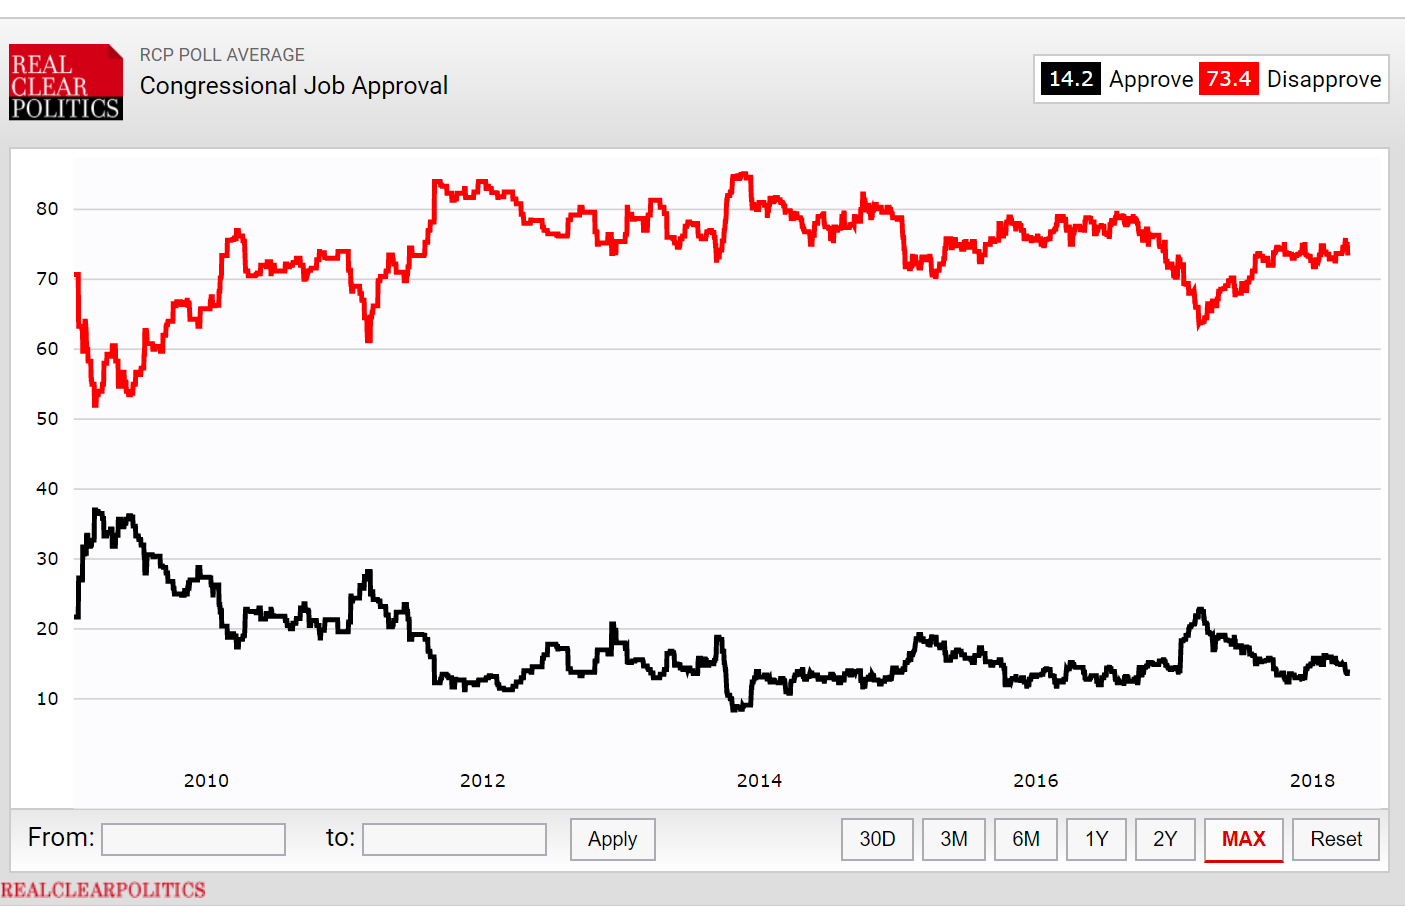 REAL
CLEAR
POLITICS
RCP POLL AVERAGE
Congressional Job Approval
14.2 Approve 73.4 Disapprove
80
70
60
50
40
30
20
10
2010 2012 2014 2016 2018
From: to: Apply 30D 3M 6M 1Y 2Y MAX Reset
REALCLEARPOLITICS